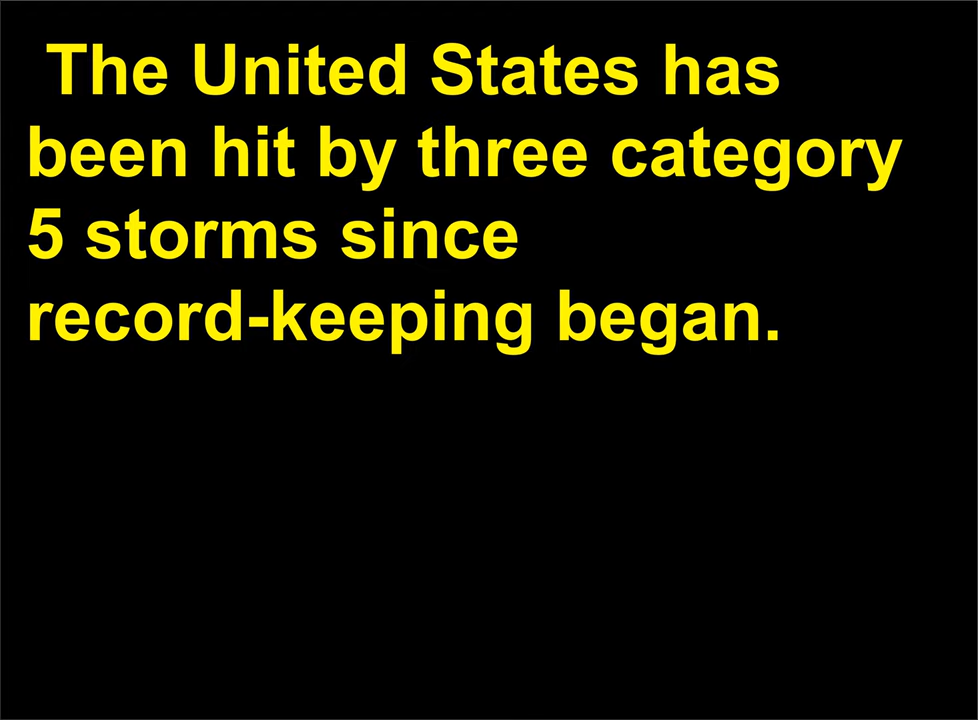 The United States has
been hit by three category
5 storms since
record-keeping began.